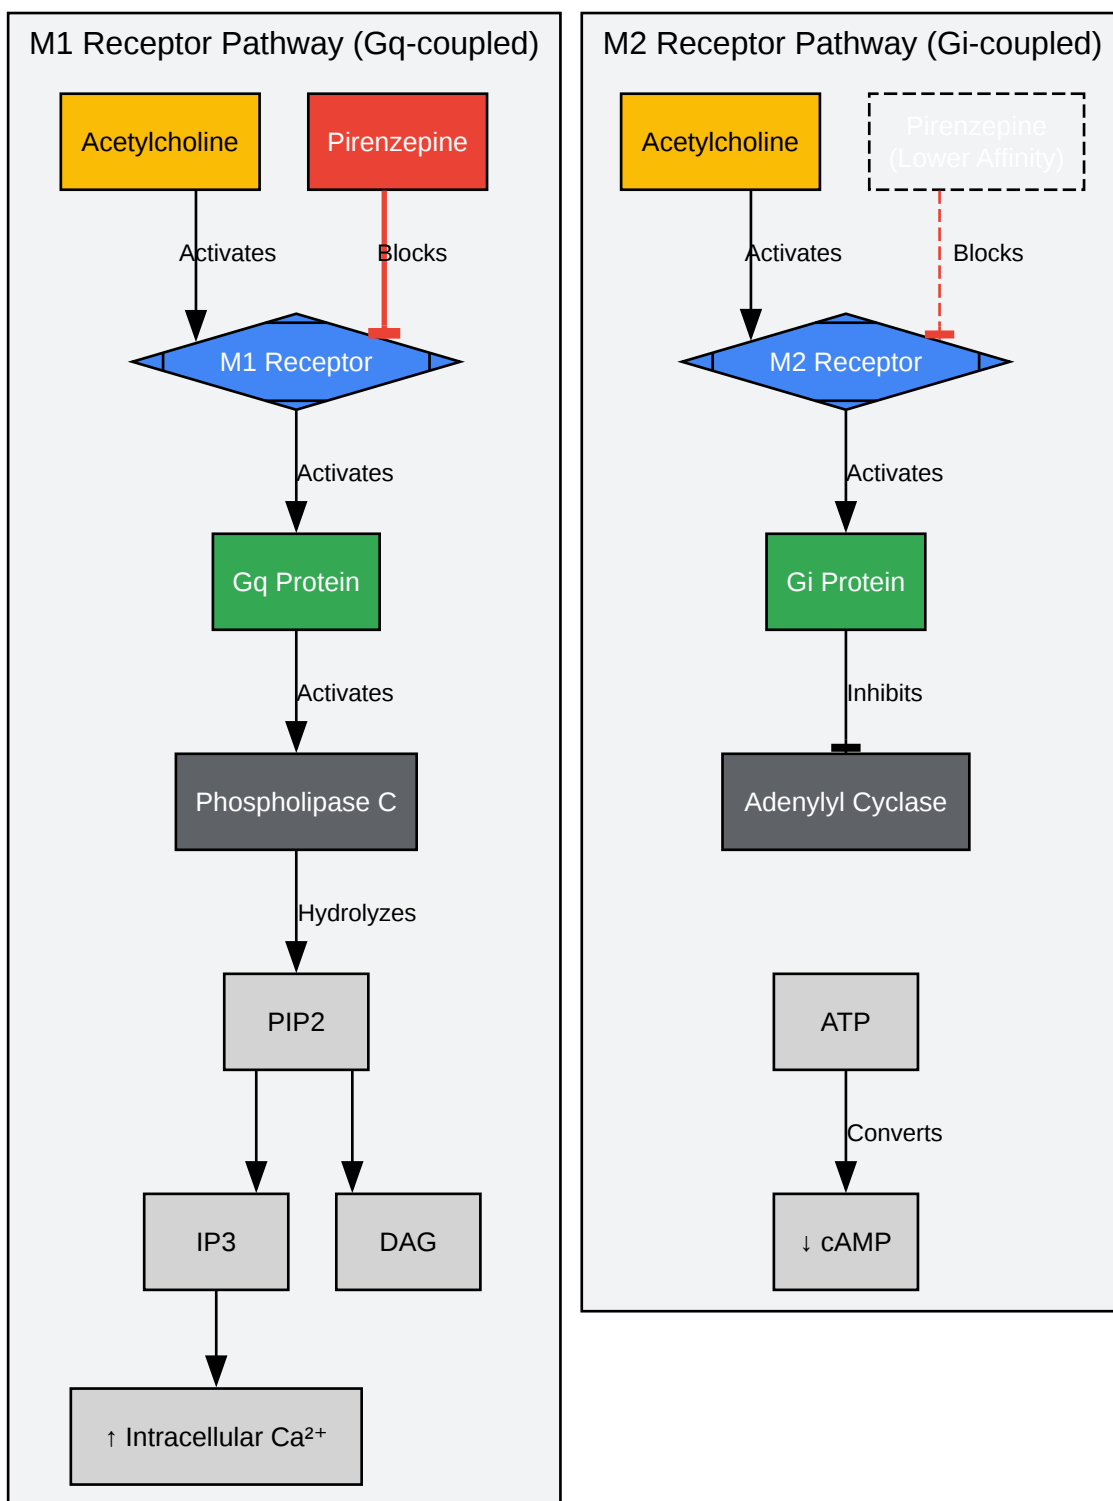 M1 Receptor Pathway (Gq-coupled)
Acetylcholine
Pirenzepine
Activates
Blocks
M1 Receptor
Activates
Gq Protein
Activates
Phospholipase C
Hydrolyzes
PIP2
IP3
DAG
↑ Intracellular Ca²⁺
M2 Receptor Pathway (Gi-coupled)
Acetylcholine
Pirenzepine
(Lower Affinity)
Activates
Blocks
M2 Receptor
Activates
Gi Protein
Inhibits
Adenylyl Cyclase
ATP
Converts
↓ cAMP